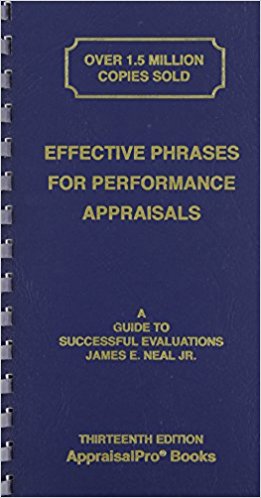 OVER 1.5 MILLION
COPIES SOLD
EFFECTIVE PHRASES
FOR PERFORMANCE
APPRAISALS
A
GUIDE TO
SUCCESSFUL EVALUATIONS
JAMES E. NEAL JR.
THIRTEENTH EDITION
AppraisalPro® Books